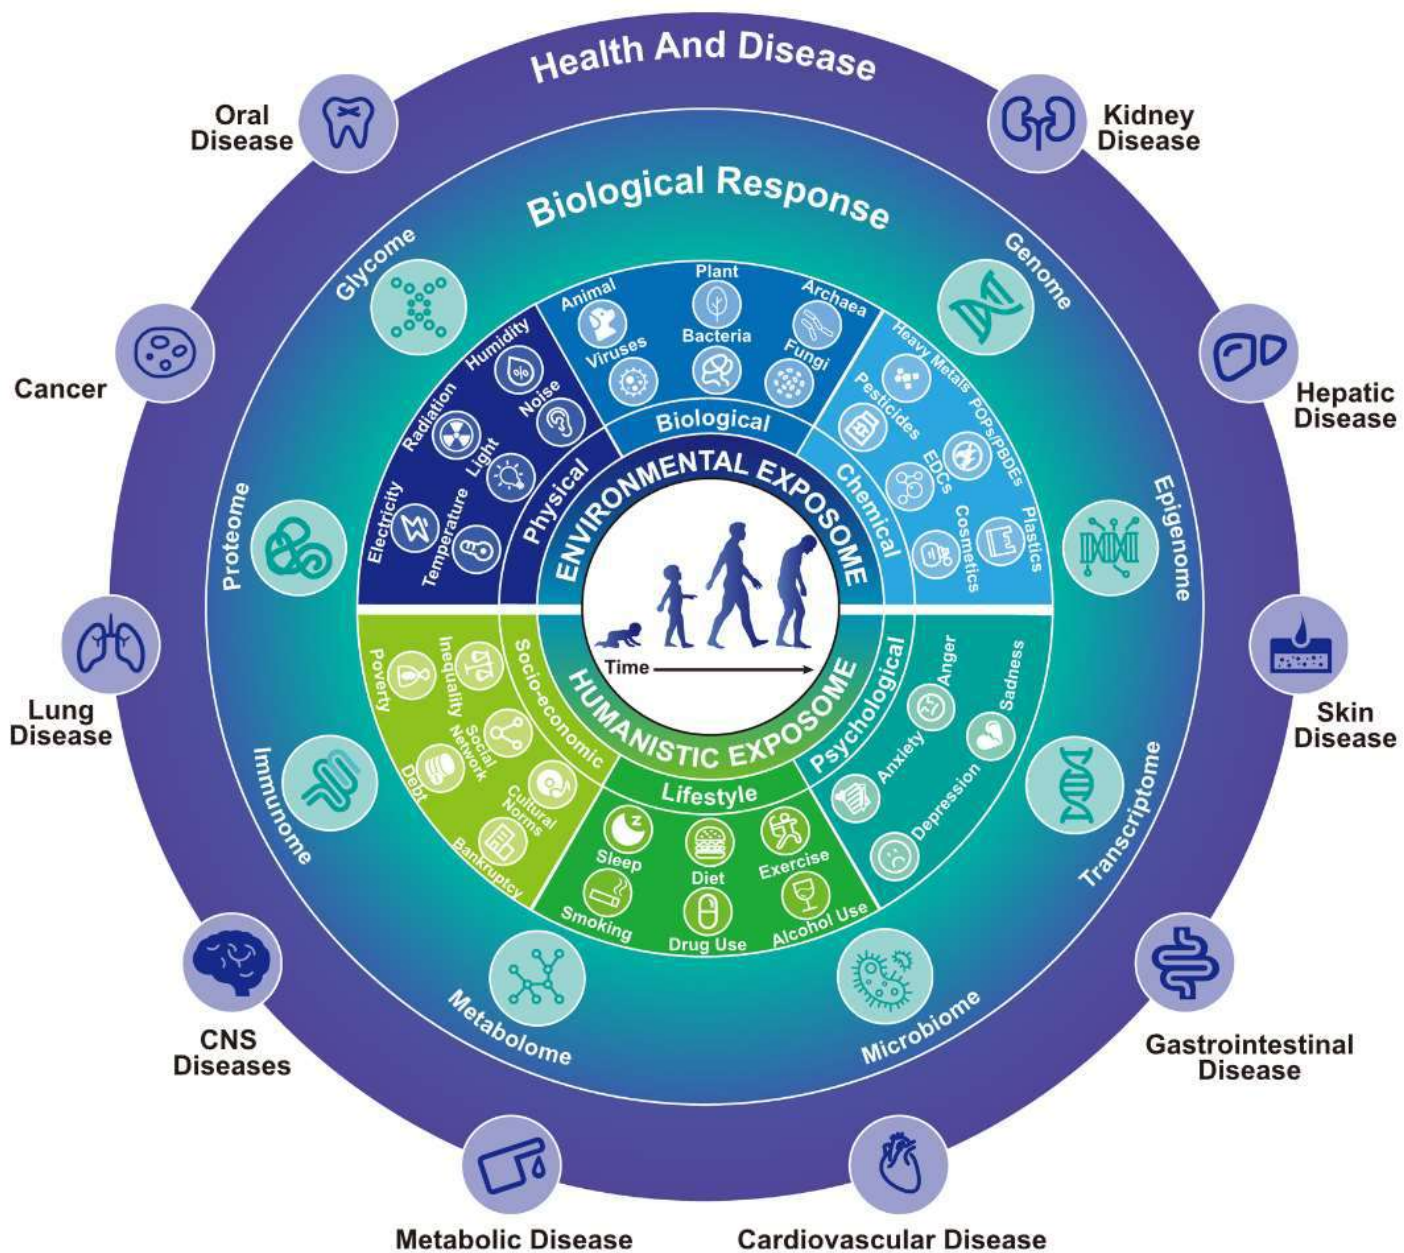 Health And Disease
Oral
Disease
Kidney
Disease
Cancer
Hepatic
Disease
Lung
Disease
Skin
Disease
CNS
Diseases
Gastrointestinal
Disease
Metabolic Disease
Cardiovascular Disease
Biological Response
Glycome
Genome
Proteome
Epigenome
Immunome
Transcriptome
Metabolome
Microbiome
ENVIRONMENTAL EXPOSOME
Physical
Humidity
Noise
Radiation
Light
Electricity
Temperature
Biological
Animal
Plant
Archaea
Viruses
Bacteria
Fungi
Chemical
Heavy Metals
Pesticides
POPs/PBDEs
EDCs
Plastics
Cosmetics
Time
HUMANISTIC EXPOSOME
Socio-economic
Poverty
Inequality
Social
Network
Debt
Cultural
Norms
Bankruptcy
Lifestyle
Z
Sleep
Diet
Exercise
Smoking
Drug Use
Alcohol Use
Psychological
Anger
Sadness
Anxiety
Depression
%